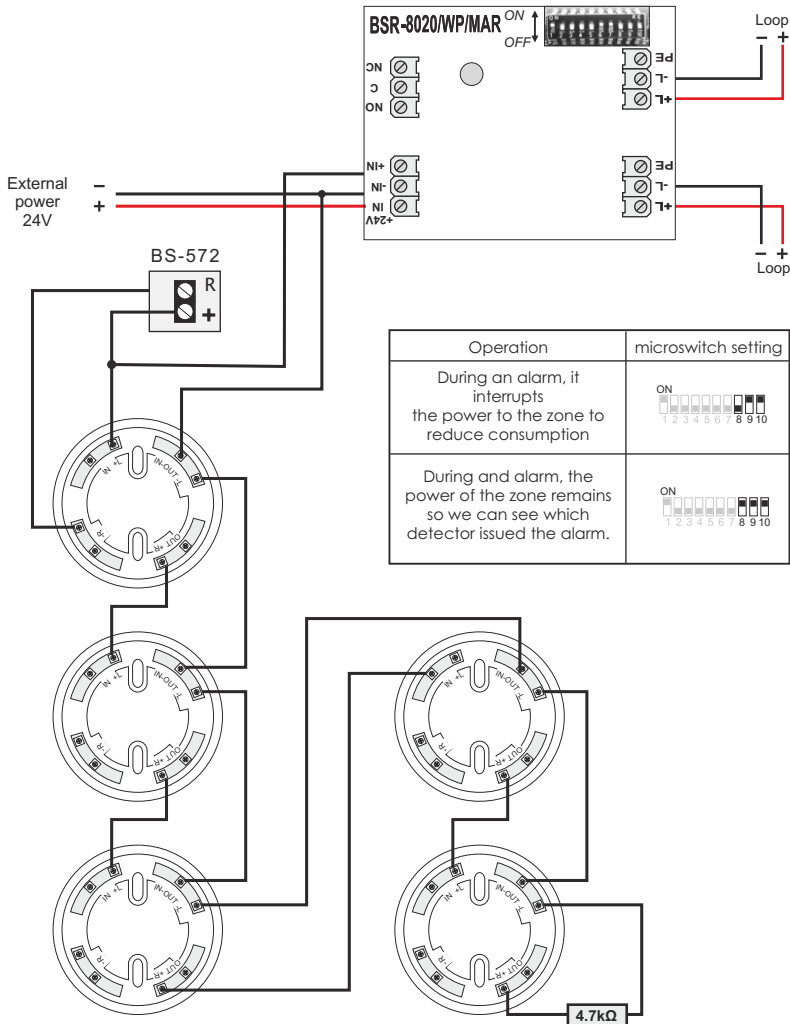 BSR-8020/WP/MAR
ON
OFF
ON
Loop
- +
NC
C
NO
PE
-L
+L
+IN
-IN
IN
+24V
PE
-L
+L
- +
Loop
External
power
24V
-
+
BS-572
R
+
Operation
microswitch setting
During an alarm, it
interrupts
the power to the zone to
reduce consumption
ON
1 2 3 4 5 6 7 8 9 10
During and alarm, the
power of the zone remains
so we can see which
detector issued the alarm.
ON
1 2 3 4 5 6 7 8 9 10
IN +L
IN-OUT -L
-R
OUT +R
IN +L
IN-OUT -L
-R
OUT +R
IN +L
IN-OUT -L
-R
OUT +R
IN +L
IN-OUT -L
-R
OUT +R
IN +L
IN-OUT -L
-R
OUT +R
4.7kΩ